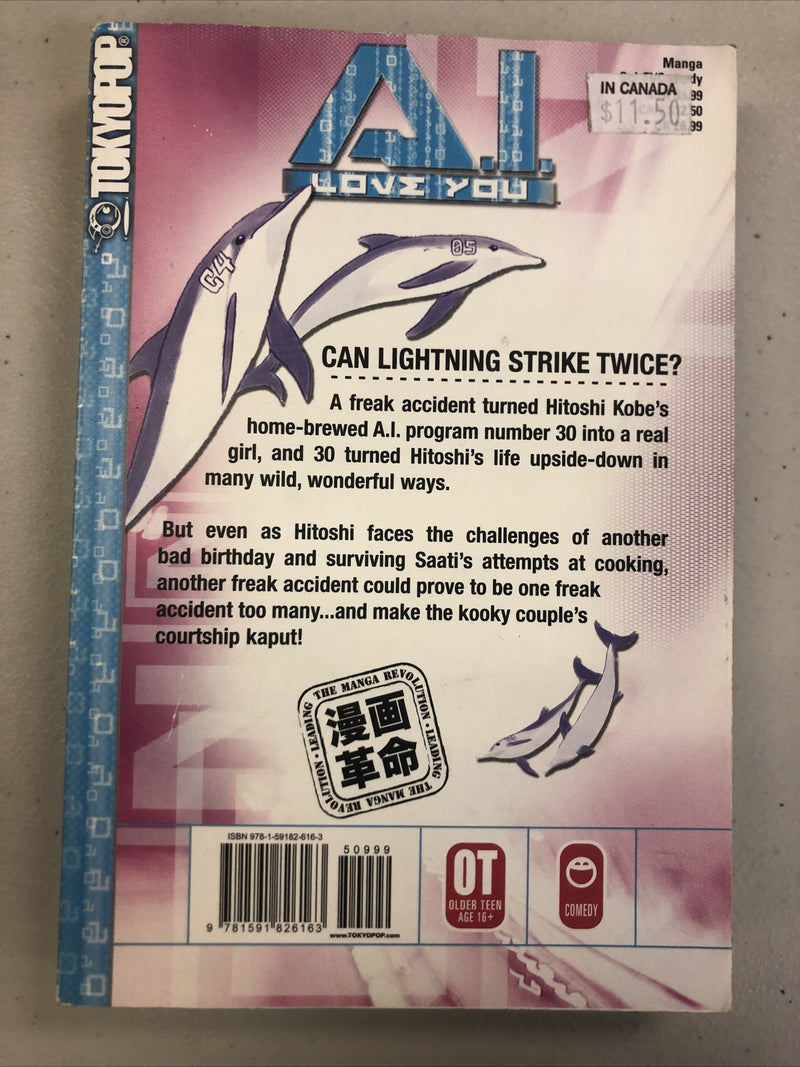 TOKYOPOP®
A.I.
LOVE YOU
Manga
IN CANADA
$11.50
99
50
.99
C4
05
CAN LIGHTNING STRIKE TWICE?
A freak accident turned Hitoshi Kobe's
home-brewed A.I. program number 30 into a real
girl, and 30 turned Hitoshi's life upside-down in
many wild, wonderful ways.
But even as Hitoshi faces the challenges of another
bad birthday and surviving Saati's attempts at cooking,
another freak accident could prove to be one freak
accident too many...and make the kooky couple's
courtship kaput!
LEADING THE MANGA REVOLUTION • LEADING THE MANGA REVOLUTION •
漫画
革命
ISBN 978-1-59182-616-3
50999
9 781591 826163
www.TOKYOPOP.com
OT
OLDER TEEN
AGE 16+
COMEDY